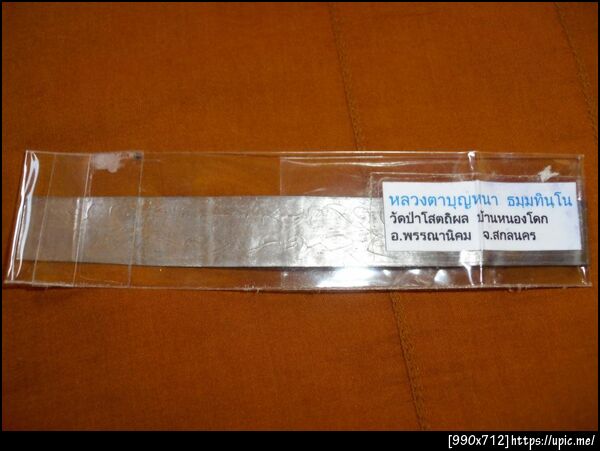 หลวงตาบุญหนา ธมฺมทินฺโน
วัดป่าโสตถิผล บ้านหนองโดก
อ.พรรณานิคม จ.สกลนคร
[990x712]https://upic.me/